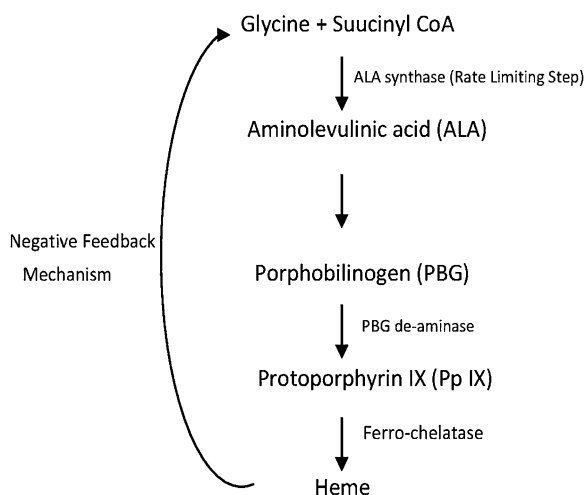 Glycine + Suucinyl CoA
ALA synthase (Rate Limiting Step)
Aminolevulinic acid (ALA)
Negative Feedback
Mechanism
Porphobilinogen (PBG)
PBG de-aminase
Protoporphyrin IX (Pp IX)
Ferro-chelatase
Heme